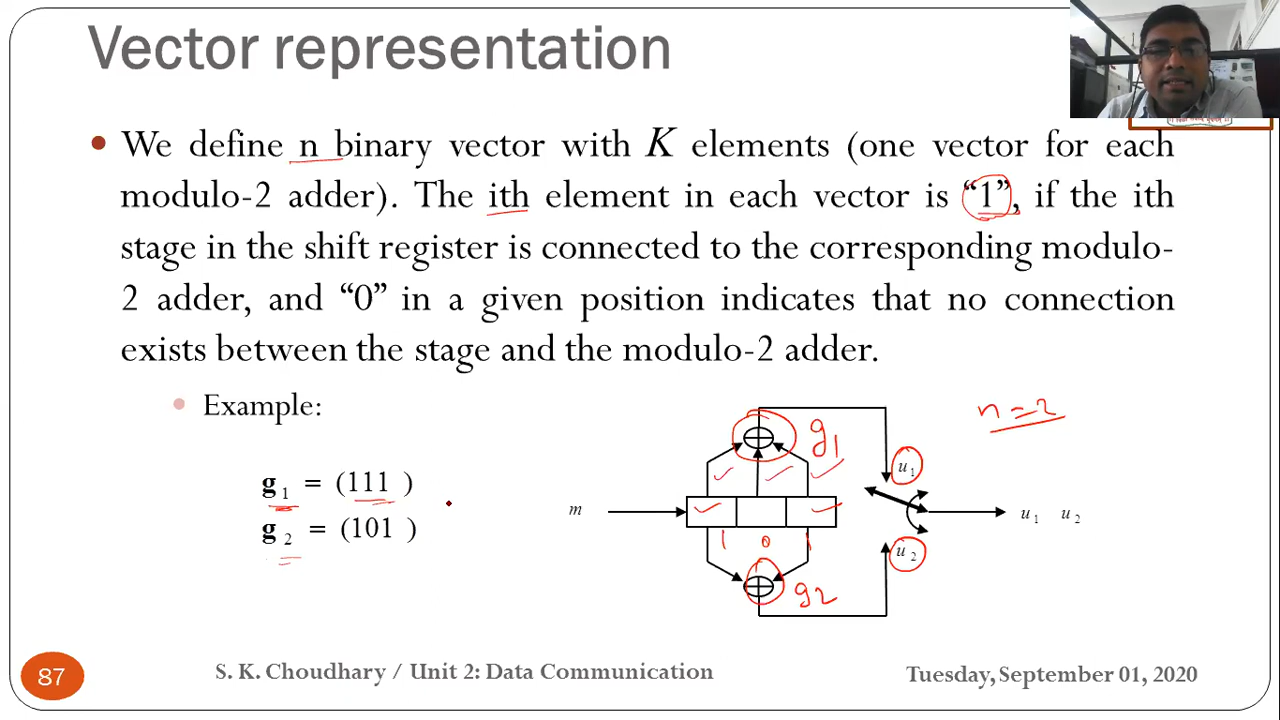 Vector representation
We define n binary vector with K elements (one vector for each
modulo-2 adder). The ith element in each vector is “1”, if the ith
stage in the shift register is connected to the corresponding modulo-
2 adder, and “0” in a given position indicates that no connection
exists between the stage and the modulo-2 adder.
Example:
n = 2
g1
u1
g1 = (111 )
m
u1 u2
g2 = (101 )
1 0 1
u2
g2
87
S. K. Choudhary / Unit 2: Data Communication
Tuesday, September 01, 2020